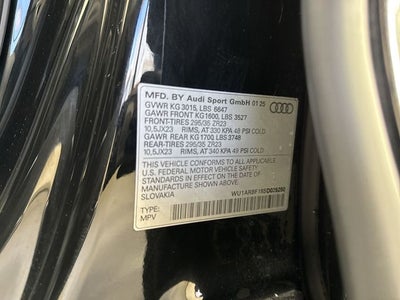 MFD. BY Audi Sport GmbH 01 25
GVWR KG 3015, LBS 6647
GAWR FRONT KG1600, LBS 3527
FRONT-TIRES 295/35 ZR23
10,5JX23 RIMS, AT 330 KPA 48 PSI COLD
GAWR REAR KG1700 LBS 3748
REAR-TIRES 295/35 ZR23
10,5JX23 RIMS, AT 340 KPA 49 PSI COLD
THIS VEHICLE CONFORMS TO ALL APPLICABLE
U.S. FEDERAL MOTOR VEHICLE SAFETY
STANDARDS IN EFFECT ON THE DATE OF
MANUFACTURE SHOWN ABOVE.
SLOVAKIA
TYPE:
MPV